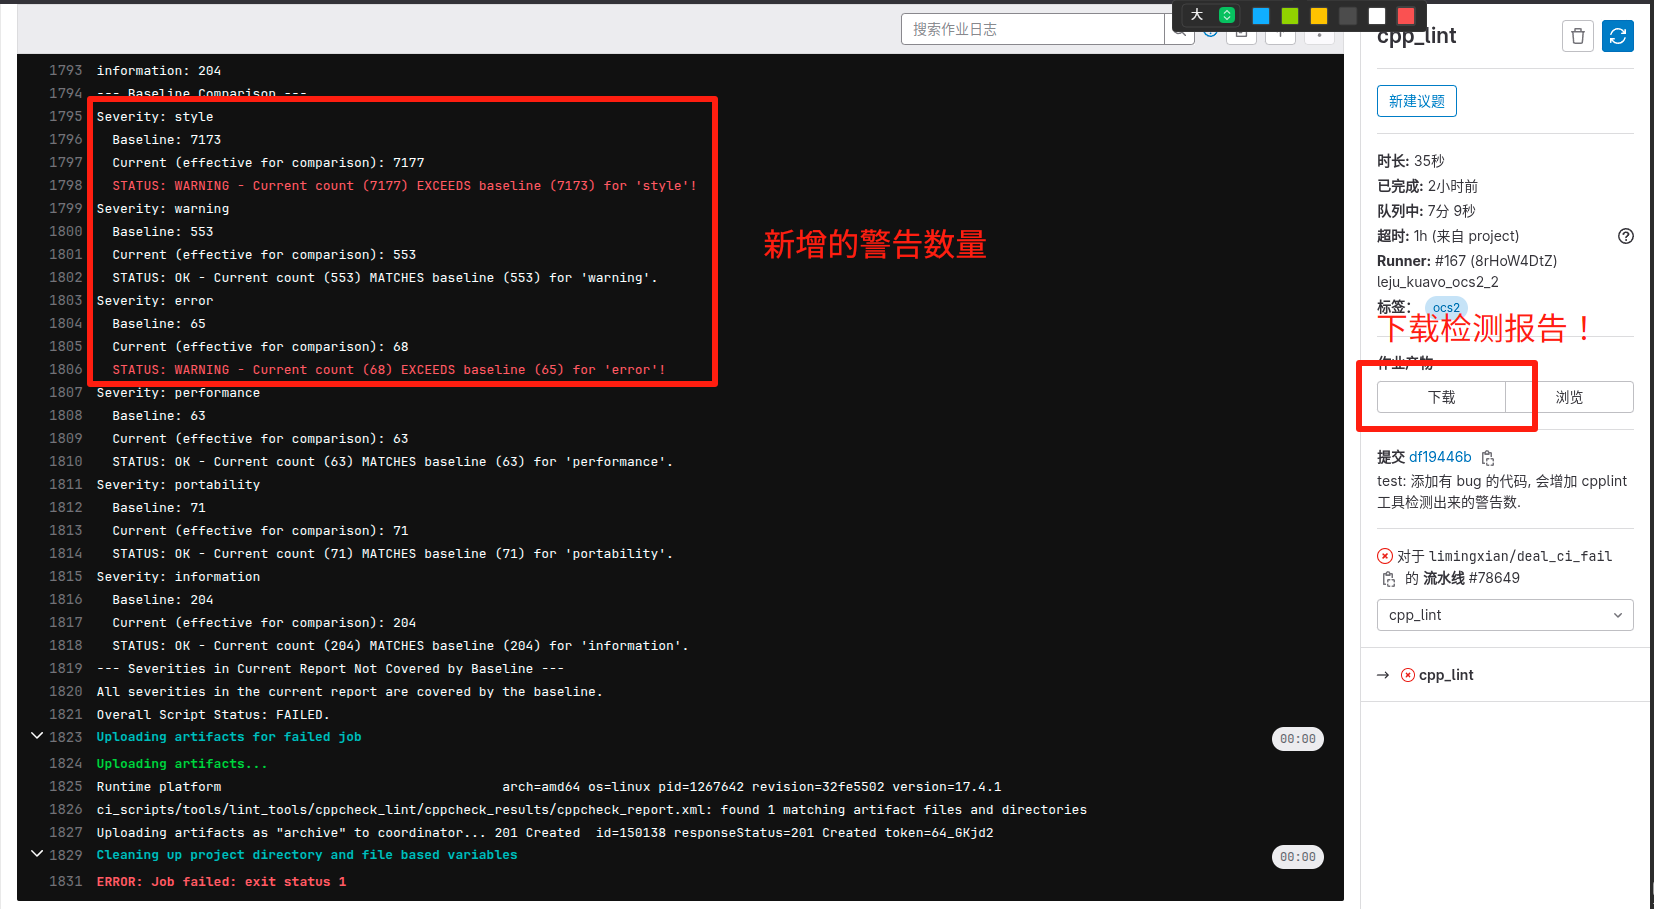 大
搜索作业日志
1793 information: 204
1794 --- Baseline Comparison ---
1795 Severity: style
1796 Baseline: 7173
1797 Current (effective for comparison): 7177
1798 STATUS: WARNING - Current count (7177) EXCEEDS baseline (7173) for 'style'!
1799 Severity: warning
1800 Baseline: 553
1801 Current (effective for comparison): 553
1802 STATUS: OK - Current count (553) MATCHES baseline (553) for 'warning'.
1803 Severity: error
1804 Baseline: 65
1805 Current (effective for comparison): 68
1806 STATUS: WARNING - Current count (68) EXCEEDS baseline (65) for 'error'!
1807 Severity: performance
1808 Baseline: 63
1809 Current (effective for comparison): 63
1810 STATUS: OK - Current count (63) MATCHES baseline (63) for 'performance'.
1811 Severity: portability
1812 Baseline: 71
1813 Current (effective for comparison): 71
1814 STATUS: OK - Current count (71) MATCHES baseline (71) for 'portability'.
1815 Severity: information
1816 Baseline: 204
1817 Current (effective for comparison): 204
1818 STATUS: OK - Current count (204) MATCHES baseline (204) for 'information'.
1819 --- Severities in Current Report Not Covered by Baseline ---
1820 All severities in the current report are covered by the baseline.
1821 Overall Script Status: FAILED.
1823 Uploading artifacts for failed job 00:00
1824 Uploading artifacts...
1825 Runtime platform arch=amd64 os=linux pid=1267642 revision=32fe5502 version=17.4.1
1826 ci_scripts/tools/lint_tools/cppcheck_lint/cppcheck_results/cppcheck_report.xml: found 1 matching artifact files and directories
1827 Uploading artifacts as "archive" to coordinator... 201 Created id=150138 responseStatus=201 Created token=64_GKjd2
1829 Cleaning up project directory and file based variables 00:00
1831 ERROR: Job failed: exit status 1
新增的警告数量
cpp_lint
新建议题
时长: 35秒
已完成: 2小时前
队列中: 7分 9秒
超时: 1h (来自 project)
Runner: #167 (8rHoW4DtZ)
leju_kuavo_ocs2_2
标签: ocs2
下载检测报告！
作业产物
下载 浏览
提交 df19446b
test: 添加有 bug 的代码, 会增加 cpplint
工具检测出来的警告数.
对于 limingxian/deal_ci_fail
的 流水线 #78649
cpp_lint
→ cpp_lint